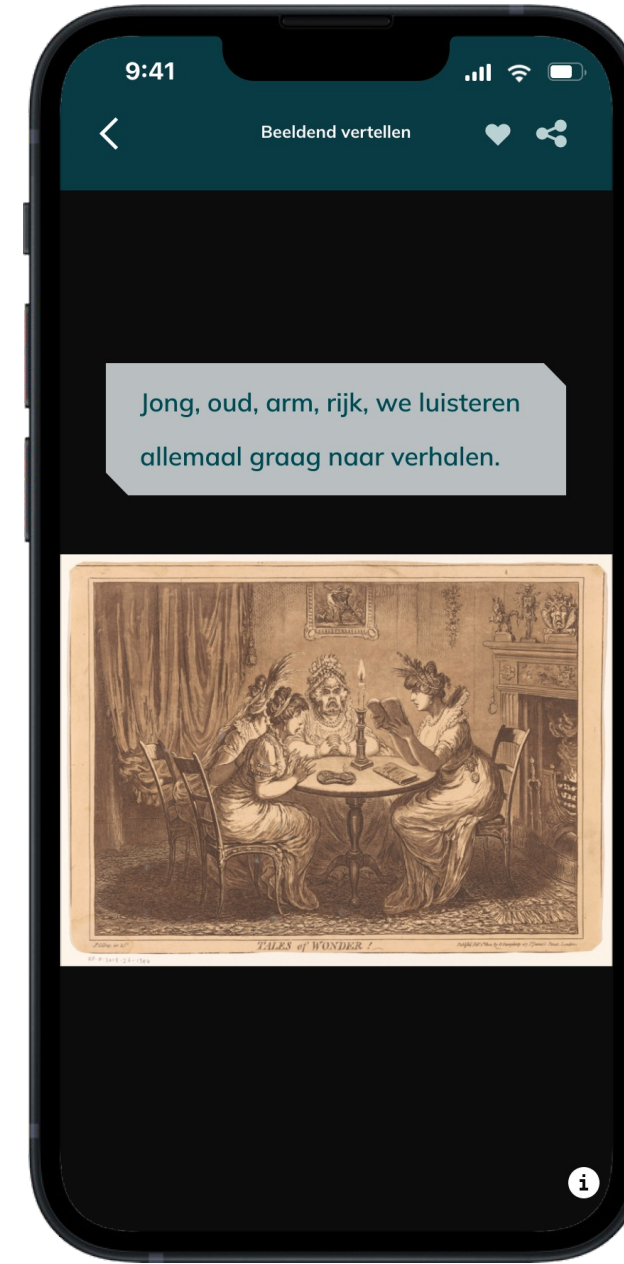 9:41
Beeldend vertellen
Jong, oud, arm, rijk, we luisteren
allemaal graag naar verhalen.
TALES of WONDER !